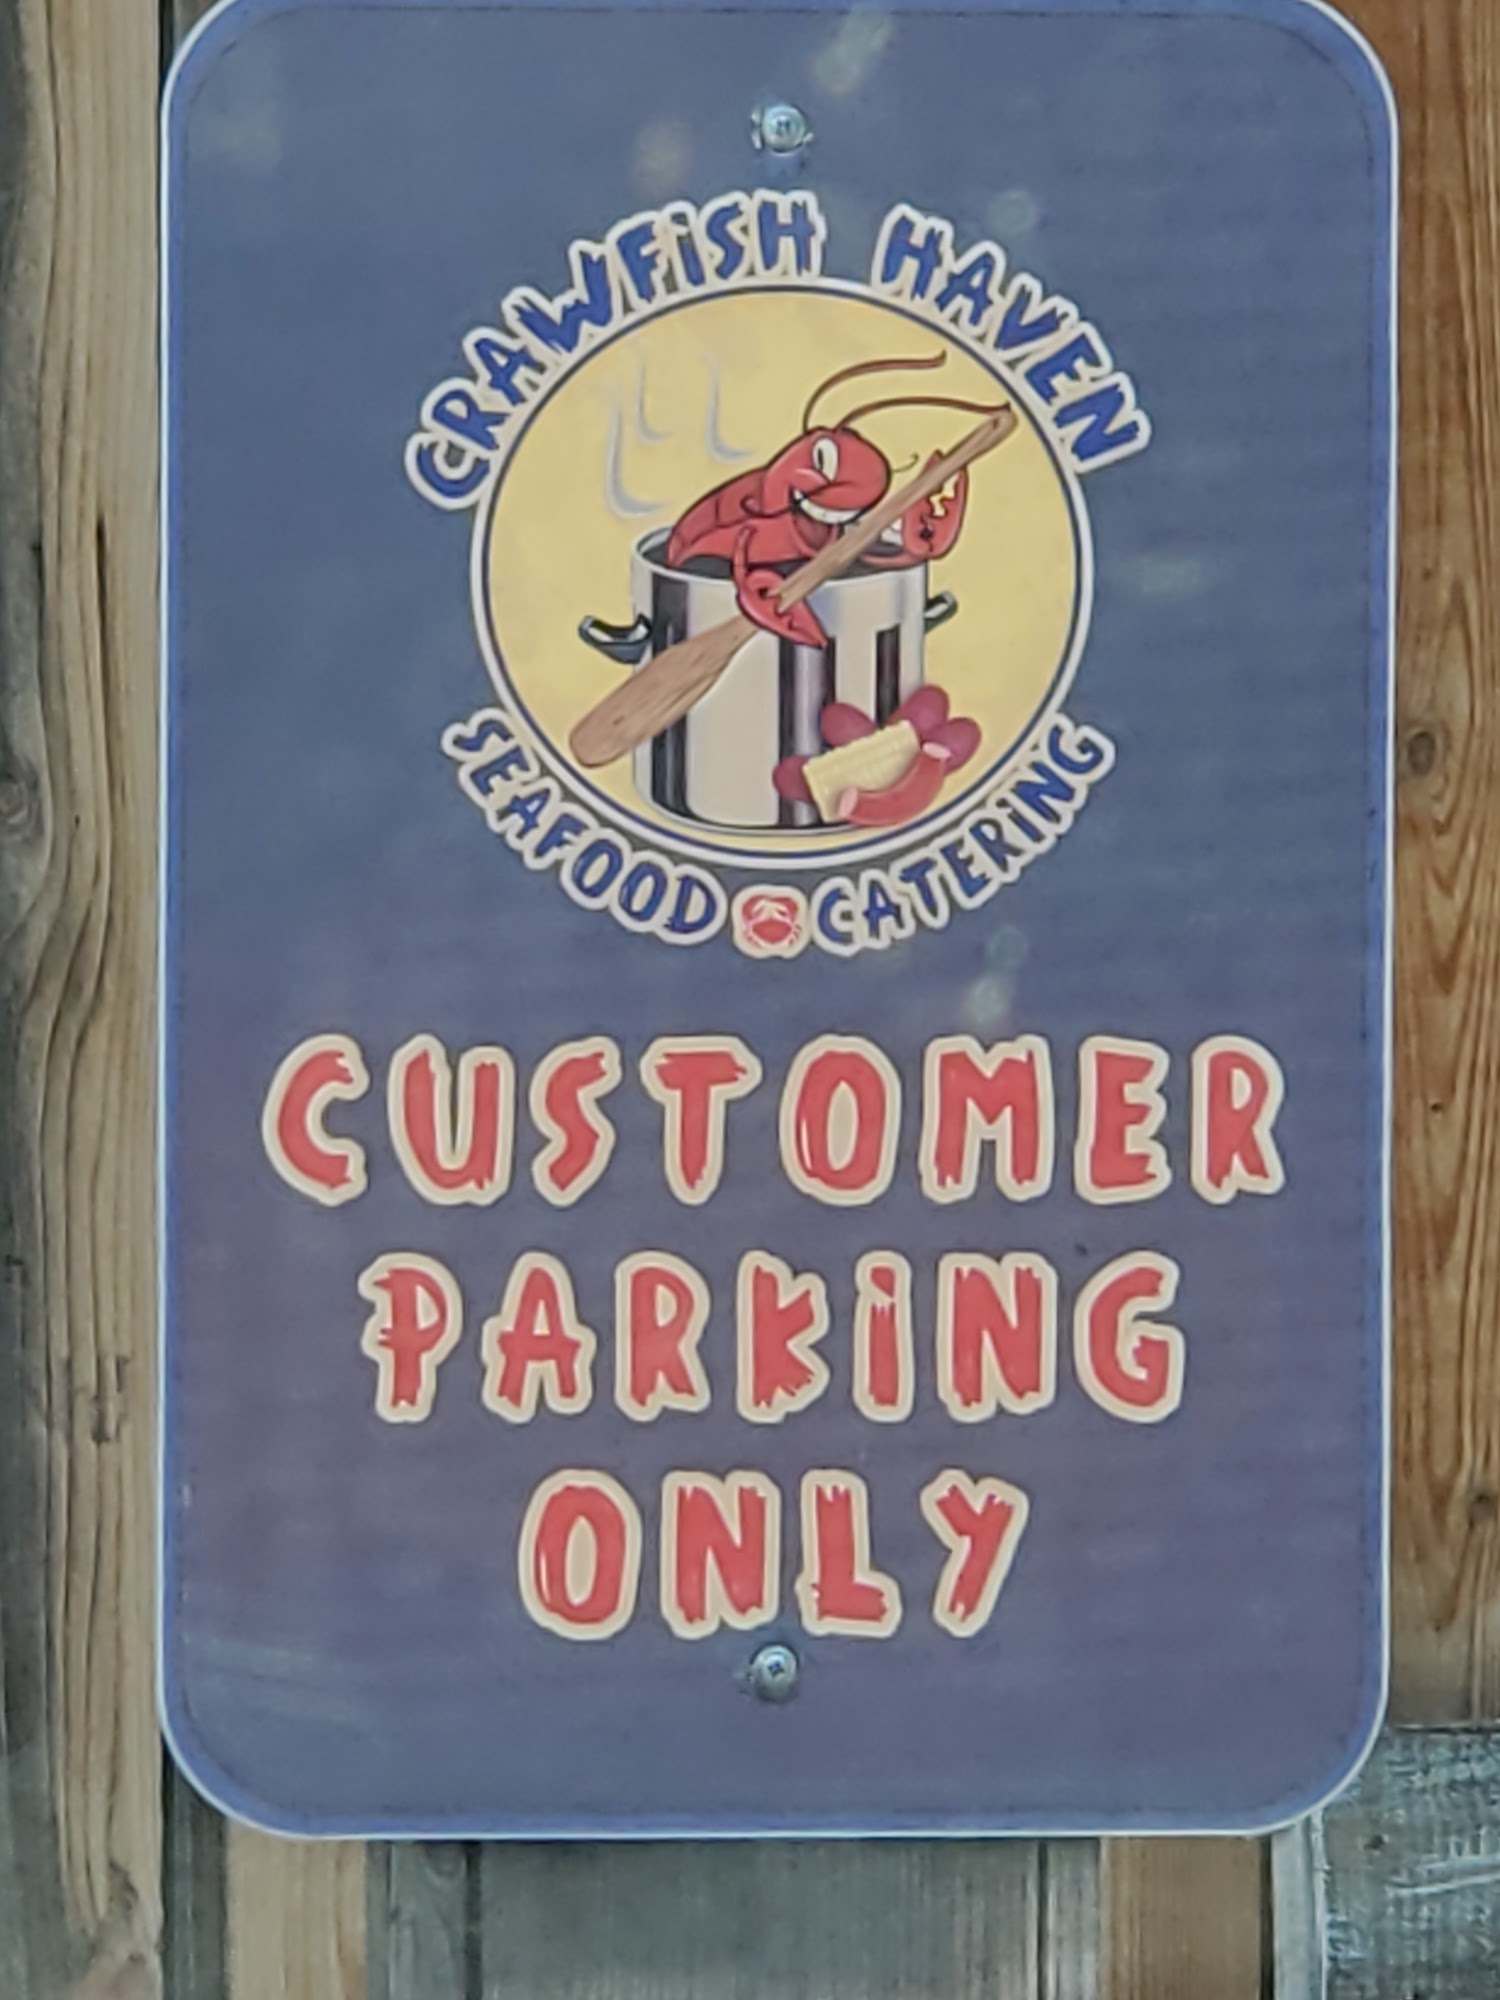 CRAWFiSH HAVEN
SEAFOOD CATERiNG
CUSTOMER
PARKiNG
ONLY